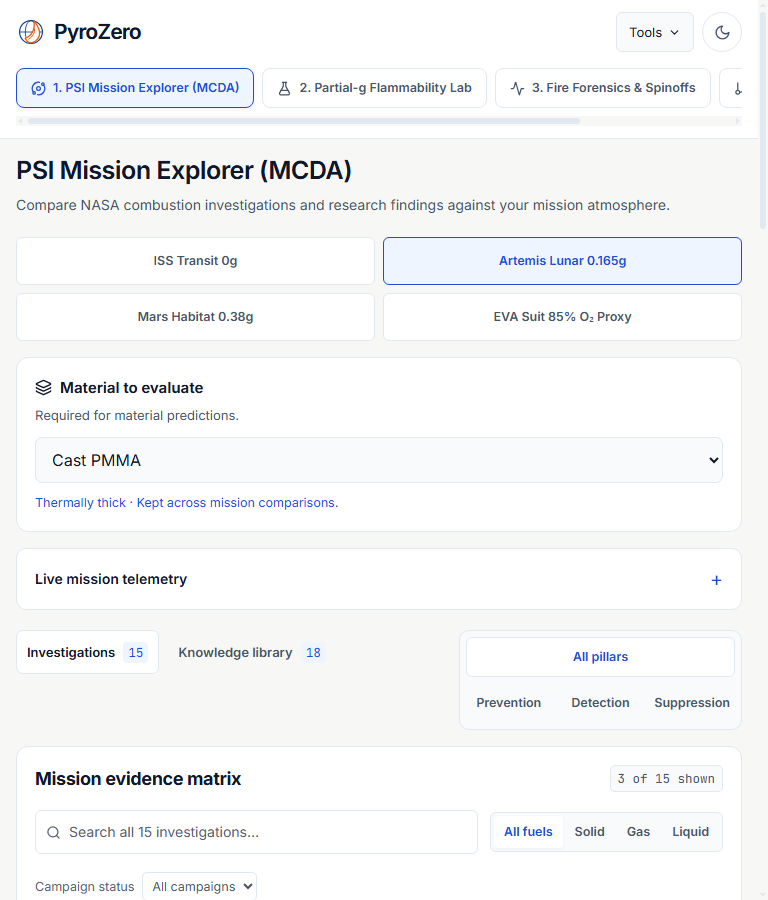 PyroZero
Tools
1. PSI Mission Explorer (MCDA)
2. Partial-g Flammability Lab
3. Fire Forensics & Spinoffs
PSI Mission Explorer (MCDA)
Compare NASA combustion investigations and research findings against your mission atmosphere.
ISS Transit 0g
Artemis Lunar 0.165g
Mars Habitat 0.38g
EVA Suit 85% O₂ Proxy
Material to evaluate
Required for material predictions.
Cast PMMA
Thermally thick · Kept across mission comparisons.
Live mission telemetry
+
Investigations 15
Knowledge library 18
All pillars
Prevention
Detection
Suppression
Mission evidence matrix
3 of 15 shown
Search all 15 investigations...
All fuels
Solid
Gas
Liquid
Campaign status
All campaigns